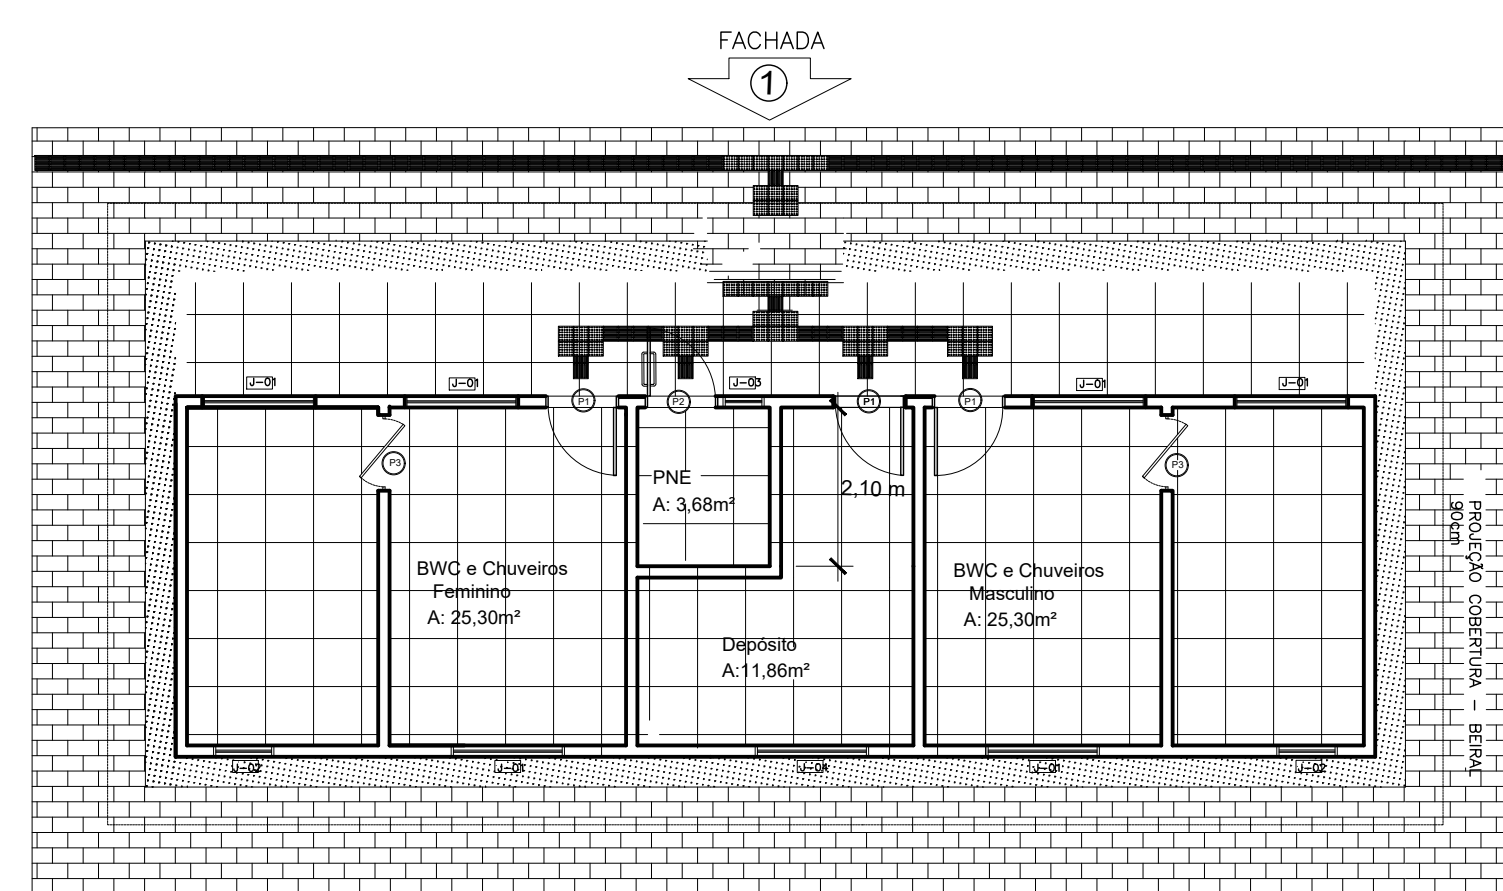 FACHADA
1
J-01
J-01
J-03
J-01
J-01
P1
P2
P1
P1
P3
P3
PNE
A: 3,68m²
2,10 m
BWC e Chuveiros
Feminino
A: 25,30m²
BWC e Chuveiros
Masculino
A: 25,30m²
Depósito
A:11,86m²
PROJEÇÃO COBERTURA - BEIRAL
90cm
J-02
J-01
J-04
J-01
J-02